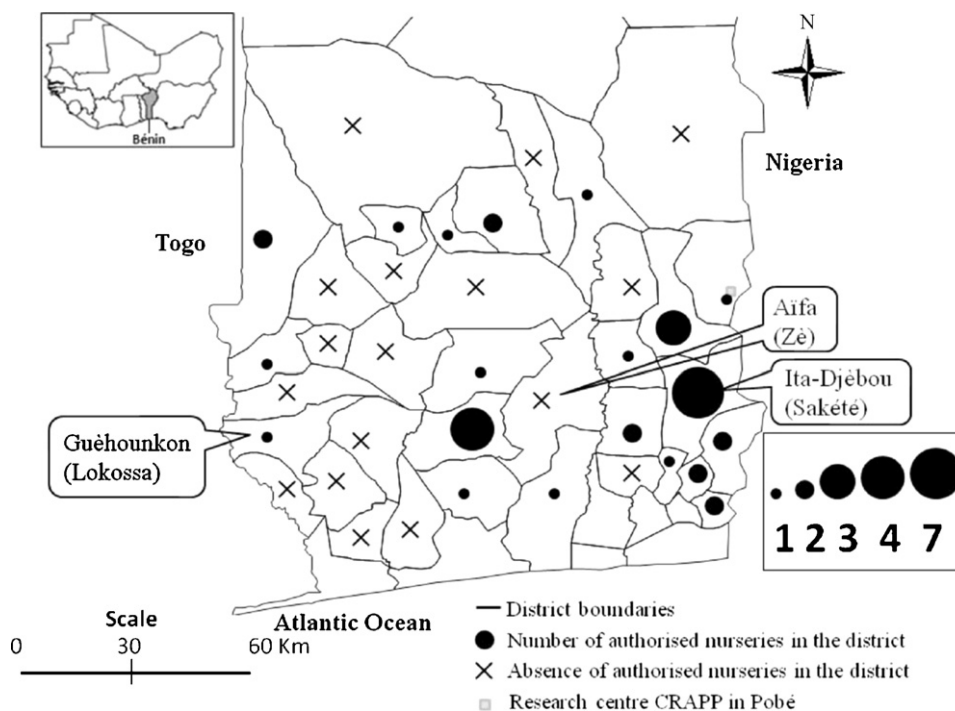 N
Bénin
Nigeria
Togo
Aïfa
(Zè)
Ita-Djèbou
(Sakété)
Guèhounkon
(Lokossa)
1 2 3 4 7
Scale
Atlantic Ocean
0 30 60 Km
District boundaries
Number of authorised nurseries in the district
Absence of authorised nurseries in the district
Research centre CRAPP in Pobé